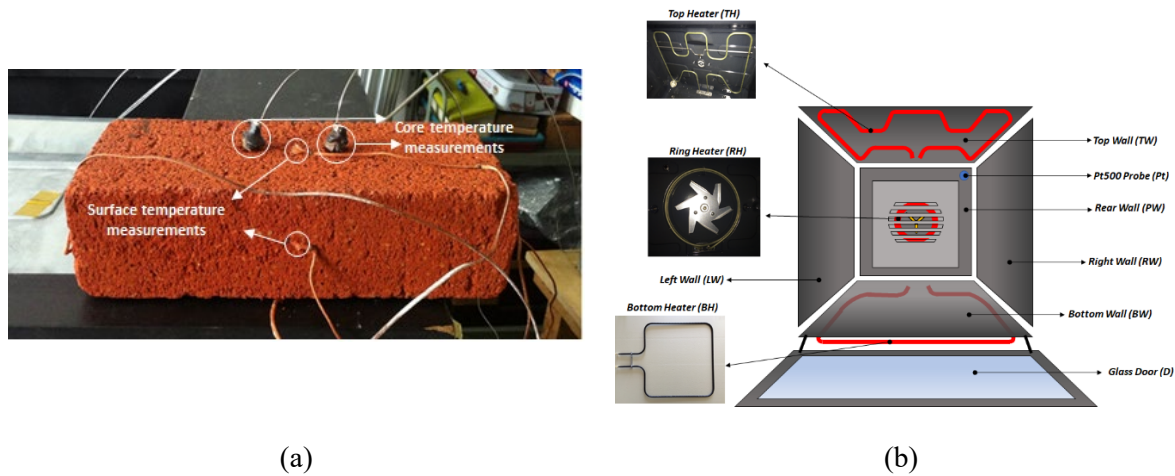 Core temperature
measurements
Surface temperature
measurements
(a)
Top Heater (TH)
Ring Heater (RH)
Left Wall (LW)
Bottom Heater (BH)
Top Wall (TW)
Pt500 Probe (Pt)
Rear Wall (PW)
Right Wall (RW)
Bottom Wall (BW)
Glass Door (D)
(b)